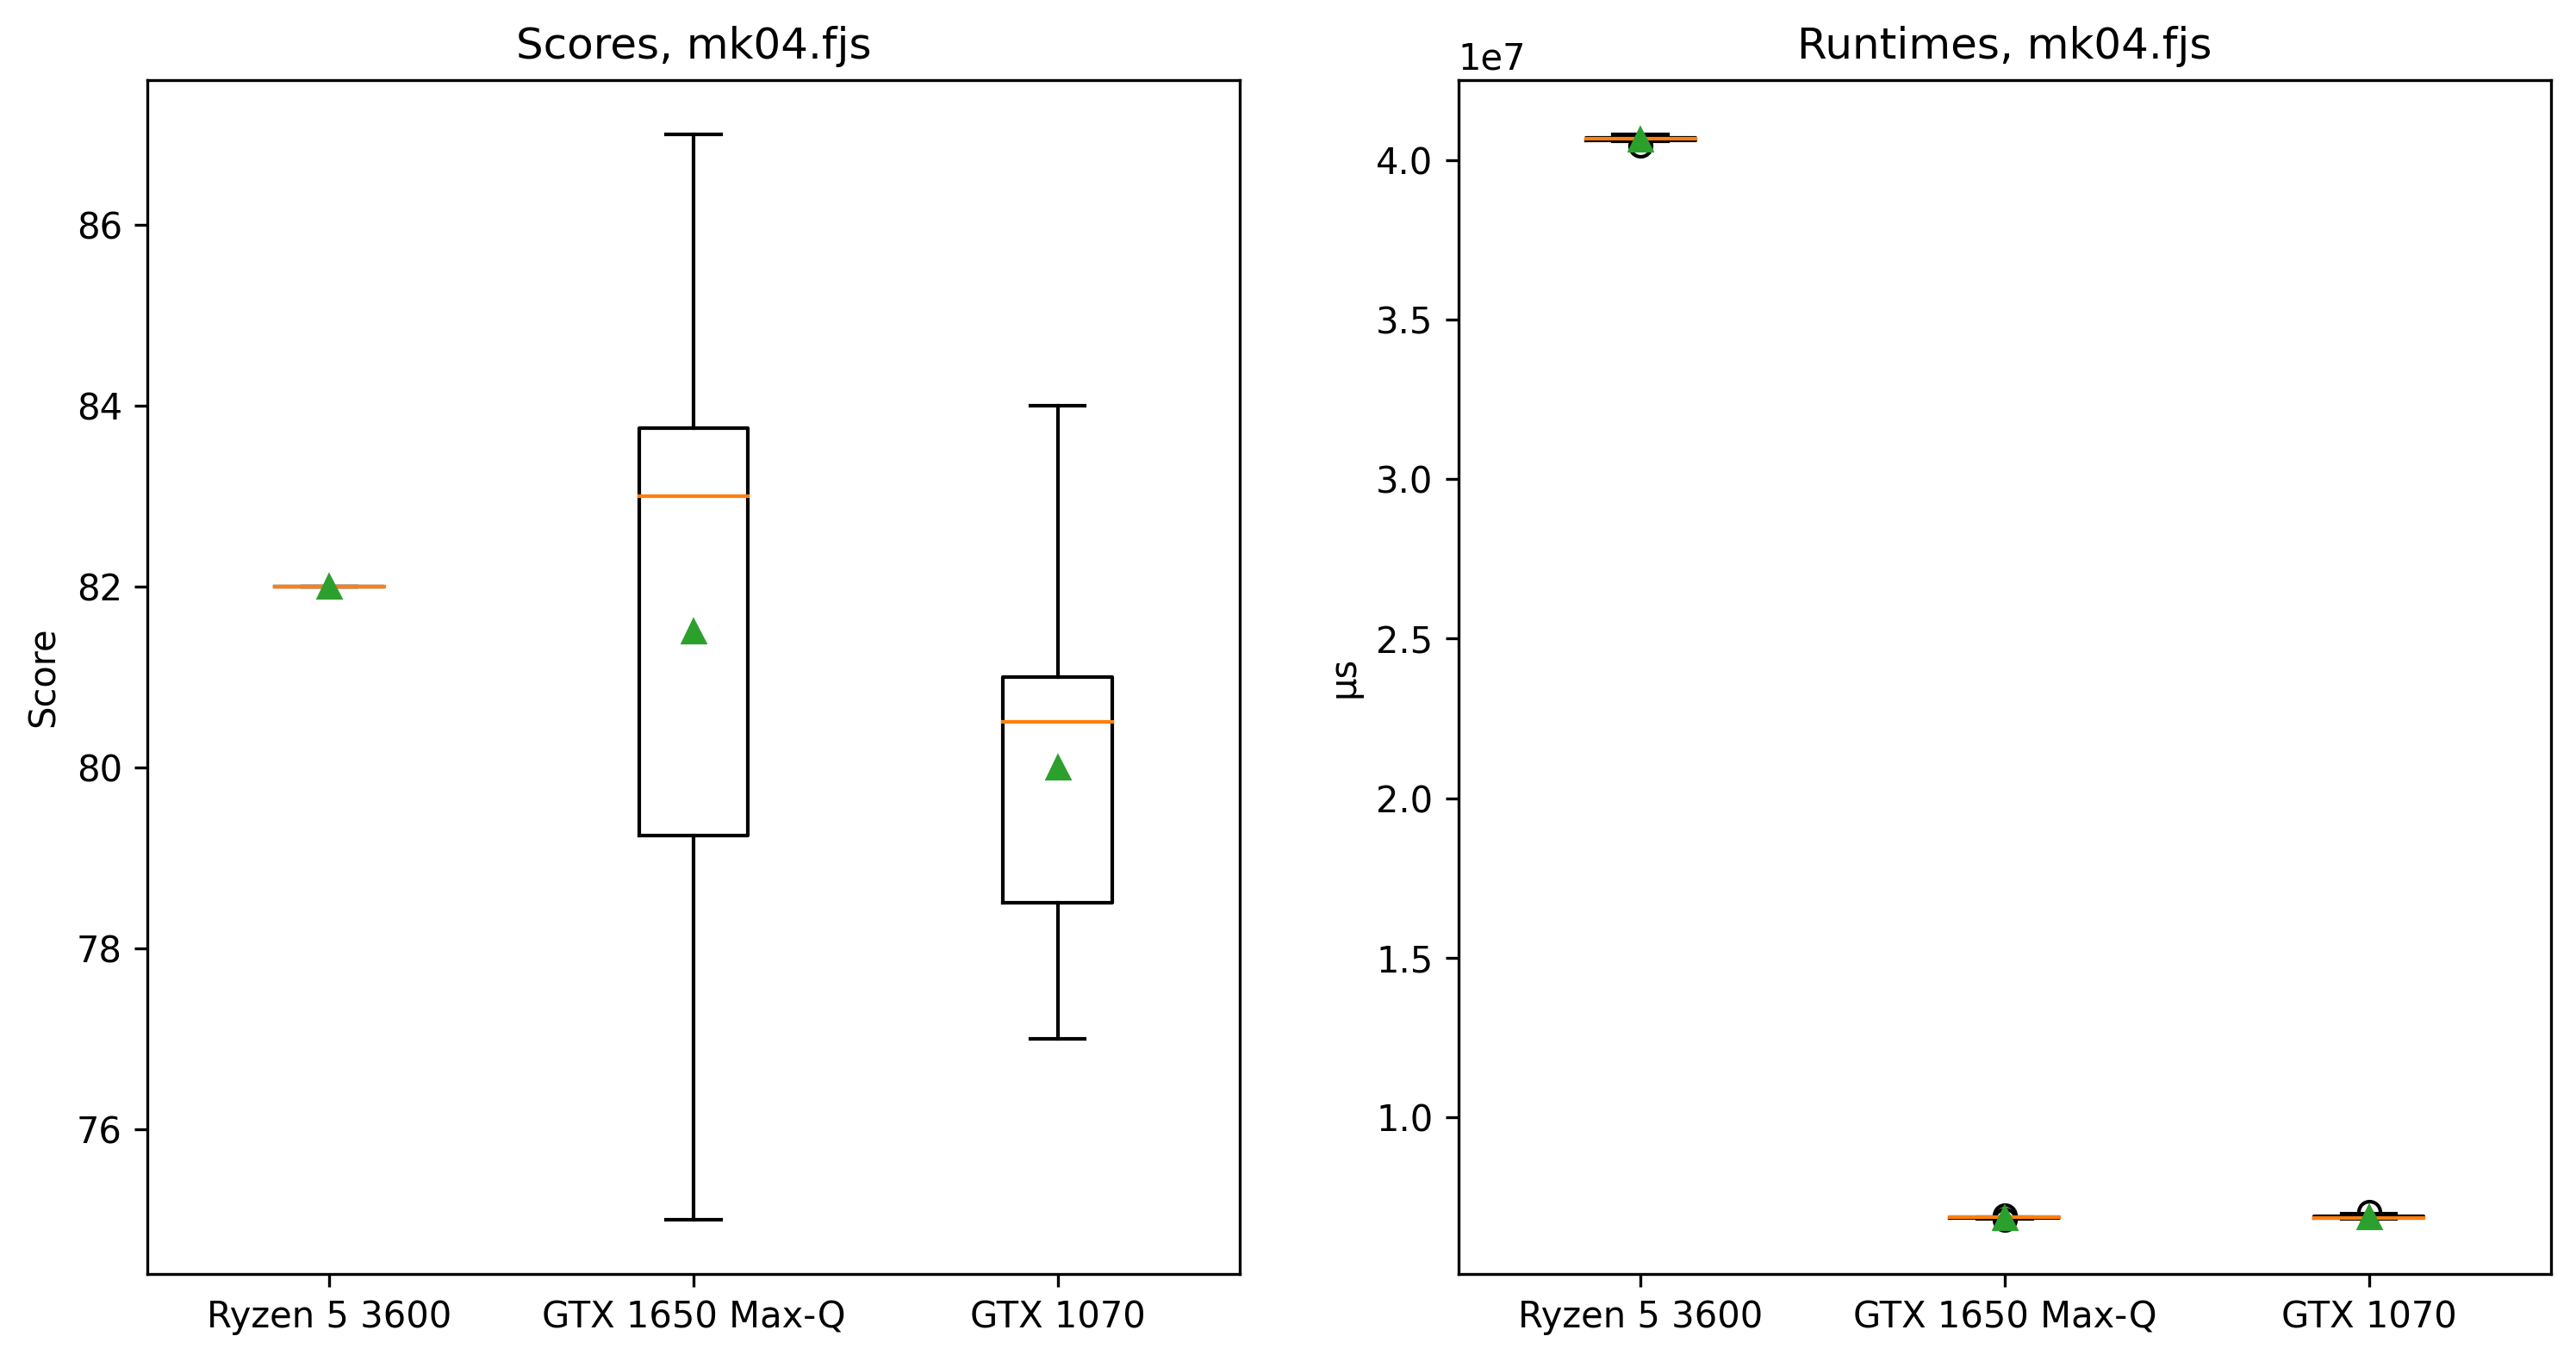 Scores, mk04.fjs
Score
86
84
82
80
78
76
Ryzen 5 3600
GTX 1650 Max-Q
GTX 1070
Runtimes, mk04.fjs
1e7
µs
4.0
3.5
3.0
2.5
2.0
1.5
1.0
Ryzen 5 3600
GTX 1650 Max-Q
GTX 1070